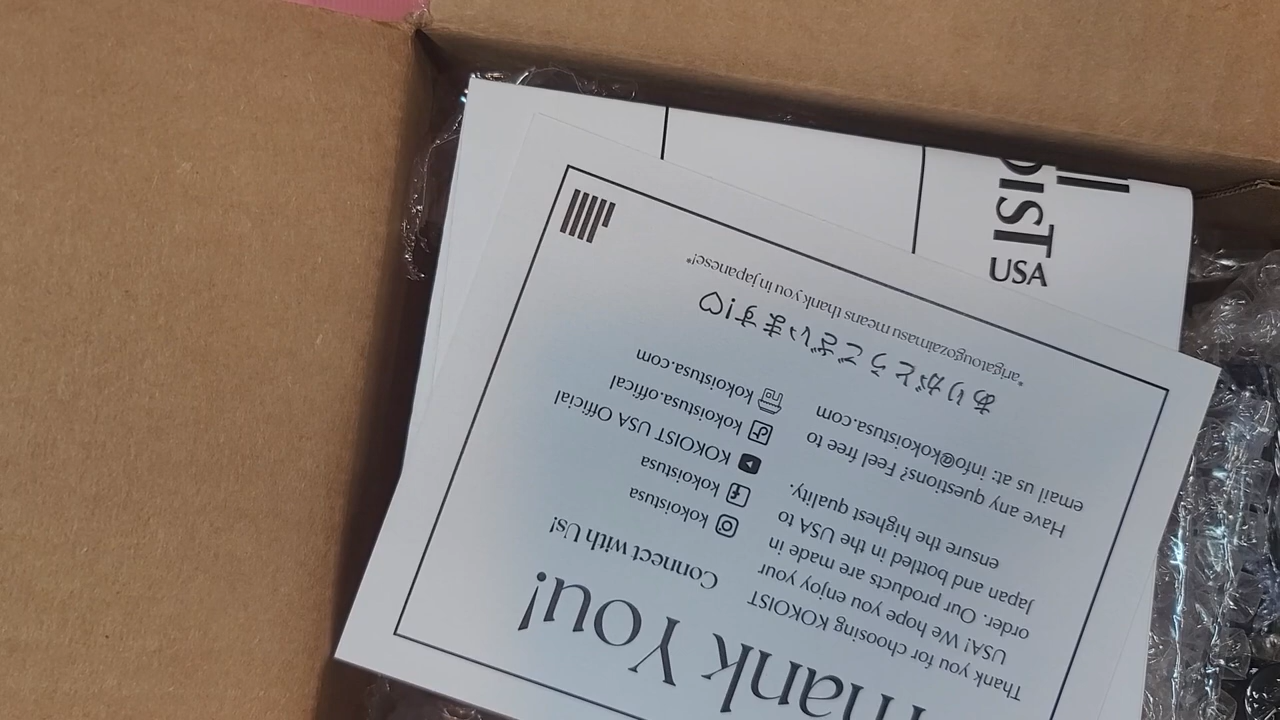 Thank You!
Thank you for choosing KOKOIST
USA! We hope you enjoy your
order. Our products are made in
Japan and bottled in the USA to
ensure the highest quality.
Have any questions? Feel free to
email us at: info@kokoistusa.com
Connect with Us!
kokoistusa
kokoistusa
KOKOIST USA Official
kokoistusa.offical
kokoistusa.com
ありがとうございます!♡
*arigatougozaimasu means thank you in Japanese!*
OIST
USA